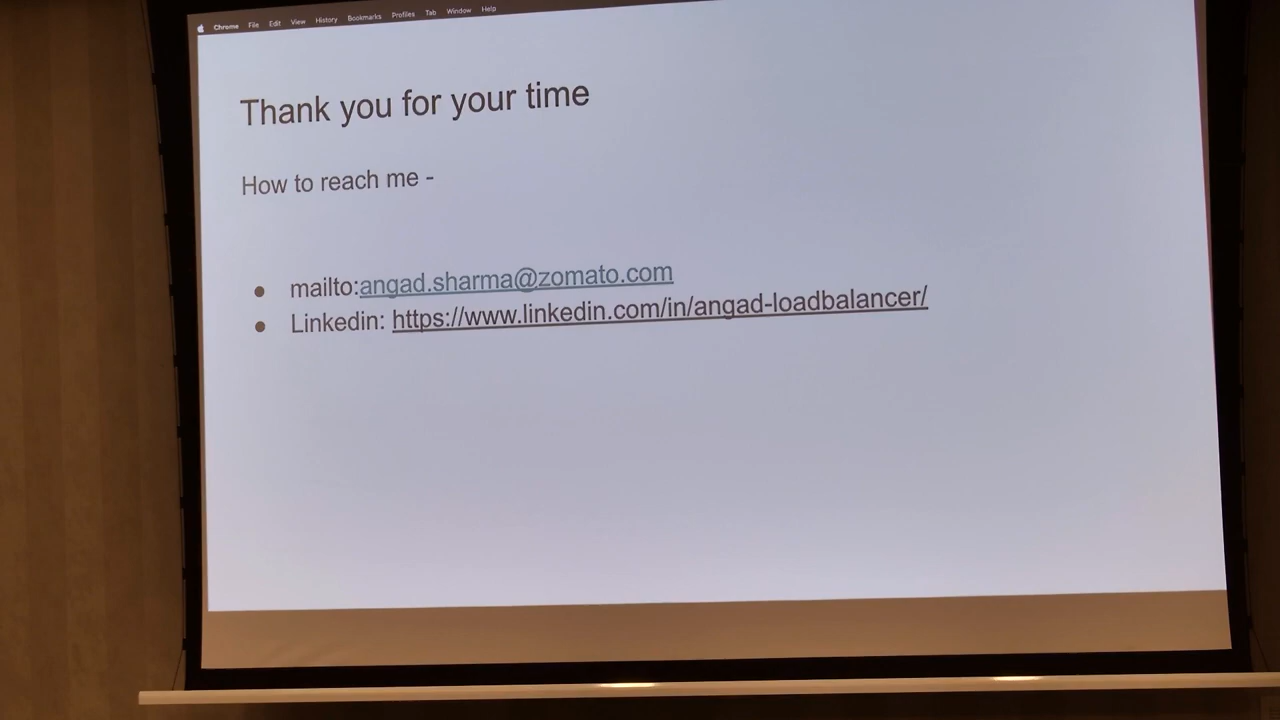 Chrome File Edit View History Bookmarks Profiles Tab Window Help
Thank you for your time
How to reach me -
● mailto:angad.sharma@zomato.com
● Linkedin: https://www.linkedin.com/in/angad-loadbalancer/